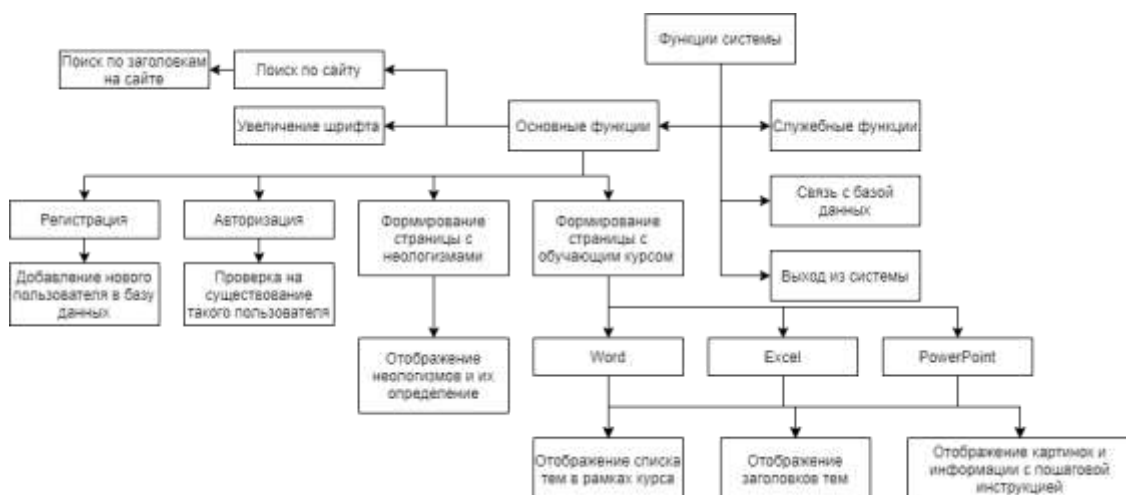 Функции системы
Поиск по заголовкам
на сайте
Поиск по сайту
Увеличение шрифта
Основные функции
Служебные функции
Регистрация
Авторизация
Формирование
страницы с
неологизмами
Формирование
страницы с
обучающим курсом
Связь с базой
данных
Добавление нового
пользователя в базу
данных
Проверка на
существование
такого пользователя
Выход из системы
Отображение
неологизмов и их
определение
Word
Excel
PowerPoint
Отображение списка
тем в рамках курса
Отображение
заголовков тем
Отображение картинок и
информации с пошаговой
инструкцией